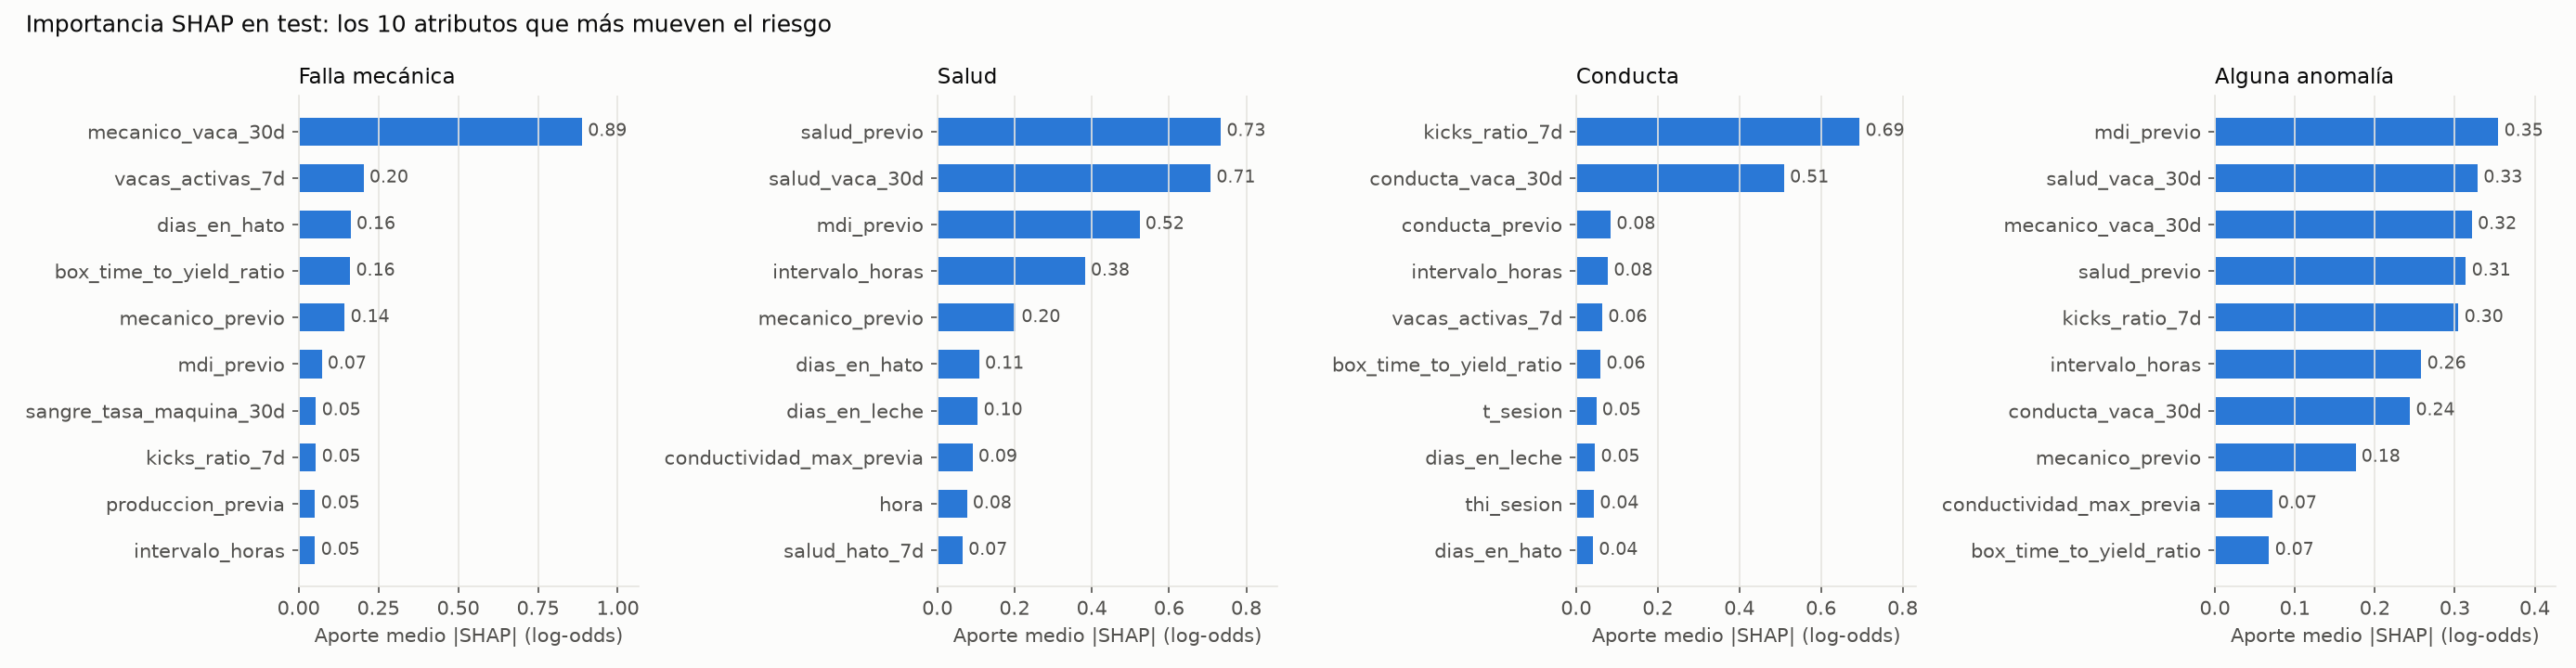 Importancia SHAP en test: los 10 atributos que más mueven el riesgo
Falla mecánica
mecanico_vaca_30d 0.89
vacas_activas_7d 0.20
dias_en_hato 0.16
box_time_to_yield_ratio 0.16
mecanico_previo 0.14
mdi_previo 0.07
sangre_tasa_maquina_30d 0.05
kicks_ratio_7d 0.05
produccion_previa 0.05
intervalo_horas 0.05
0.00 0.25 0.50 0.75 1.00
Aporte medio |SHAP| (log-odds)
Salud
salud_previo 0.73
salud_vaca_30d 0.71
mdi_previo 0.52
intervalo_horas 0.38
mecanico_previo 0.20
dias_en_hato 0.11
dias_en_leche 0.10
conductividad_max_previa 0.09
hora 0.08
salud_hato_7d 0.07
0.0 0.2 0.4 0.6 0.8
Aporte medio |SHAP| (log-odds)
Conducta
kicks_ratio_7d 0.69
conducta_vaca_30d 0.51
conducta_previo 0.08
intervalo_horas 0.08
vacas_activas_7d 0.06
box_time_to_yield_ratio 0.06
t_sesion 0.05
dias_en_leche 0.05
thi_sesion 0.04
dias_en_hato 0.04
0.0 0.2 0.4 0.6 0.8
Aporte medio |SHAP| (log-odds)
Alguna anomalía
mdi_previo 0.35
salud_vaca_30d 0.33
mecanico_vaca_30d 0.32
salud_previo 0.31
kicks_ratio_7d 0.30
intervalo_horas 0.26
conducta_vaca_30d 0.24
mecanico_previo 0.18
conductividad_max_previa 0.07
box_time_to_yield_ratio 0.07
0.0 0.1 0.2 0.3 0.4
Aporte medio |SHAP| (log-odds)